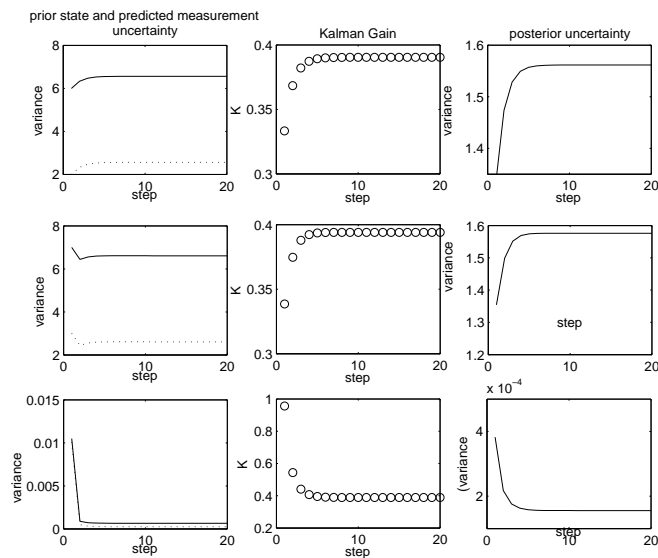 prior state and predicted measurement
uncertainty
Kalman Gain
posterior uncertainty
8
6
4
2
0
10
20
variance
step
0.4
0.35
0.3
0
10
20
K
step
1.6
1.5
1.4
0
10
20
variance
step
8
6
4
2
0
10
20
variance
step
0.4
0.35
0.3
0
10
20
K
step
1.6
1.5
1.4
1.3
1.2
0
10
20
variance
step
0.015
0.01
0.005
0
0
10
20
variance
step
1
0.8
0.6
0.4
0.2
0
10
20
K
step
x 10⁻⁴
4
2
0
10
20
(variance
step